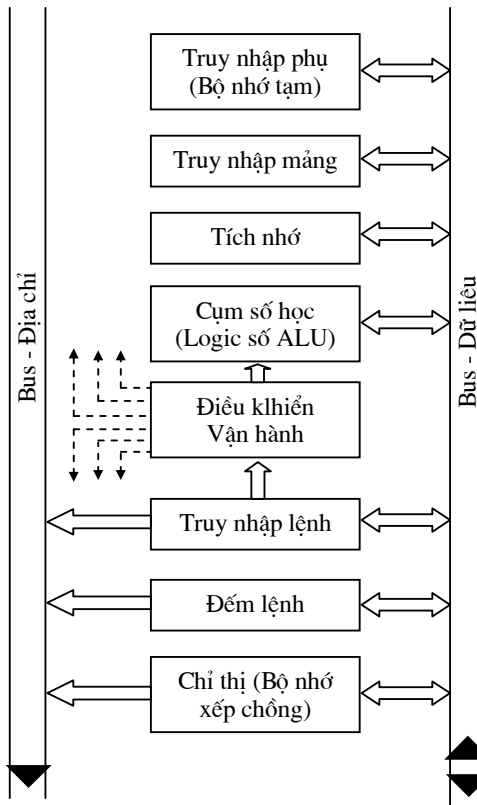 Truy nhập phụ
(Bộ nhớ tạm)
Truy nhập mảng
Tích nhớ
Cụm số học
(Logic số ALU)
Điều klhiển
Vận hành
Truy nhập lệnh
Đếm lệnh
Chỉ thị (Bộ nhớ
xếp chồng)
Bus - Địa chỉ
Bus - Dữ liêu